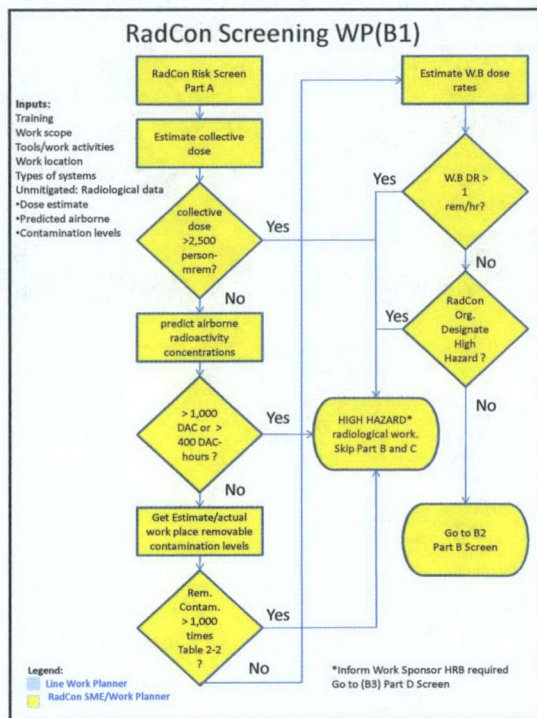 RadCon Screening WP(B1)
RadCon Risk Screen
Part A
Inputs:
Training
Work scope
Tools/work activities
Work location
Types of systems
Unmitigated: Radiological data
•Dose estimate
•Predicted airborne
•Contamination levels
Estimate collective
dose
collective
dose
>2,500
person-
mrem?
Yes
No
predict airborne
radioactivity
concentrations
> 1,000
DAC or >
400 DAC-
hours ?
Yes
No
Get Estimate/actual
work place removable
contamination levels
Rem.
Contam.
> 1,000
times
Table 2-2
?
Yes
No
Estimate W.B dose
rates
W.B DR >
1
rem/hr?
Yes
No
RadCon
Org.
Designate
High
Hazard ?
Yes
No
HIGH HAZARD*
radiological work.
Skip Part B and C
Go to B2
Part B Screen
Legend:
Line Work Planner
RadCon SME/Work Planner
*Inform Work Sponsor HRB required
Go to (B3) Part D Screen